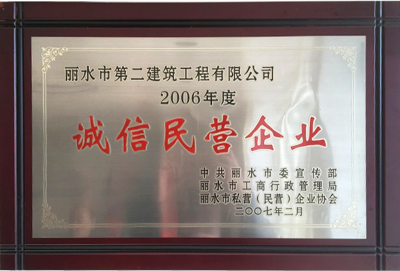 丽水市第二建筑工程有限公司
2006年度
诚信民营企业
中共丽水市委宣传部
丽水市工商行政管理局
丽水市私营(民营)企业协会
二〇〇七年二月